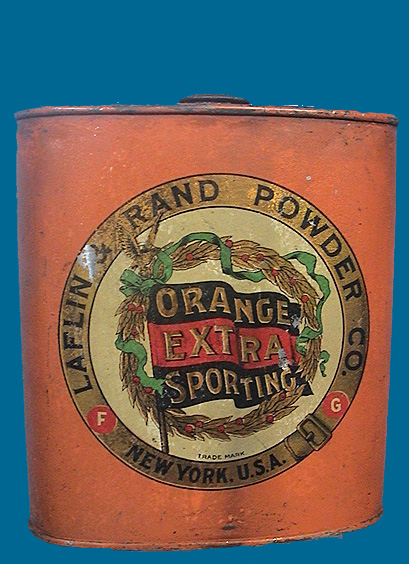 LAFLIN & RAND POWDER CO.
ORANGE
EXTRA
SPORTING
F G
TRADE MARK
NEW YORK. U.S.A.